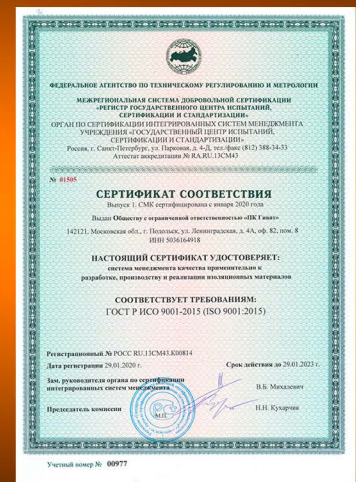 ФЕДЕРАЛЬНОЕ АГЕНТСТВО ПО ТЕХНИЧЕСКОМУ РЕГУЛИРОВАНИЮ И МЕТРОЛОГИИ
МЕЖРЕГИОНАЛЬНАЯ СИСТЕМА ДОБРОВОЛЬНОЙ СЕРТИФИКАЦИИ
«РЕГИСТР ГОСУДАРСТВЕННОГО ЦЕНТРА ИСПЫТАНИЙ,
СЕРТИФИКАЦИИ И СТАНДАРТИЗАЦИИ»
ОРГАН ПО СЕРТИФИКАЦИИ ИНТЕГРИРОВАННЫХ СИСТЕМ МЕНЕДЖМЕНТА
УЧРЕЖДЕНИЯ «ГОСУДАРСТВЕННЫЙ ЦЕНТР ИСПЫТАНИЙ,
СЕРТИФИКАЦИИ И СТАНДАРТИЗАЦИИ»
Россия, г. Санкт-Петербург, ул. Парковая, д. 4-Д, тел./факс (812) 388-34-33
Аттестат аккредитации № RA.RU.13СМ43
№ 01505
СЕРТИФИКАТ СООТВЕТСТВИЯ
Выпуск 1. СМК сертифицирована с января 2020 года
Выдан Обществу с ограниченной ответственностью «ПК Гипат»
142121, Московская обл., г. Подольск, ул. Ленинградская, д. 4А, оф. 82, пом. 8
ИНН 5036164918
НАСТОЯЩИЙ СЕРТИФИКАТ УДОСТОВЕРЯЕТ:
система менеджмента качества применительно к
разработке, производству и реализации изоляционных материалов
СООТВЕТСТВУЕТ ТРЕБОВАНИЯМ:
ГОСТ Р ИСО 9001-2015 (ISO 9001:2015)
Регистрационный № РОСС RU.13СМ43.К00814
Дата регистрации 29.01.2020 г. Срок действия до 29.01.2023 г.
Зам. руководителя органа по сертификации
интегрированных систем менеджмента В.Б. Михалевич
Председатель комиссии Н.Н. Кухарчик
М.П.
Учетный номер № 00977